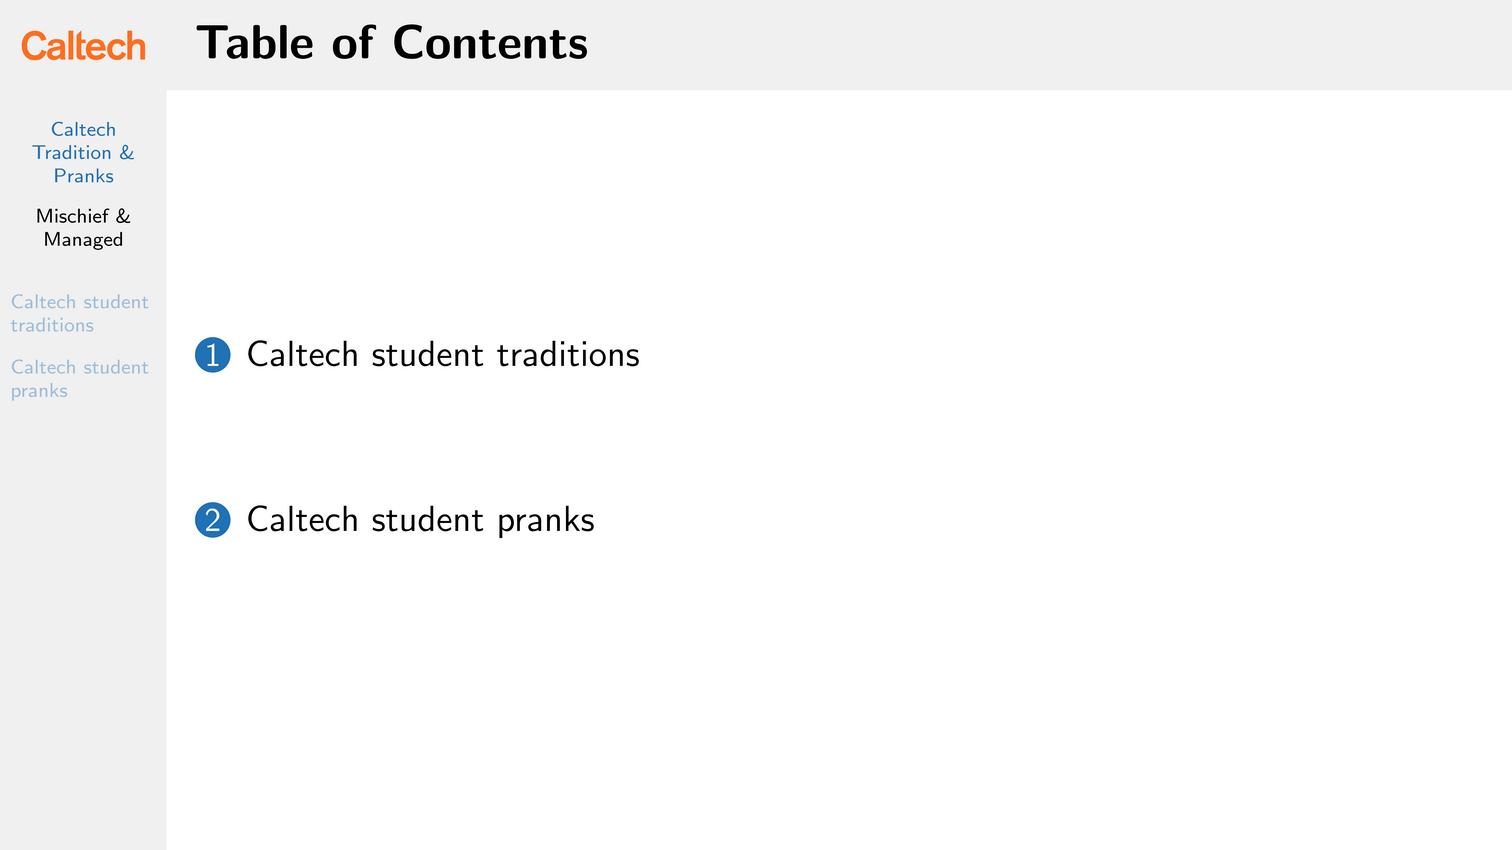 Caltech
Table of Contents
Caltech
Tradition &
Pranks
Mischief &
Managed
Caltech student
traditions
Caltech student
pranks
1 Caltech student traditions
2 Caltech student pranks